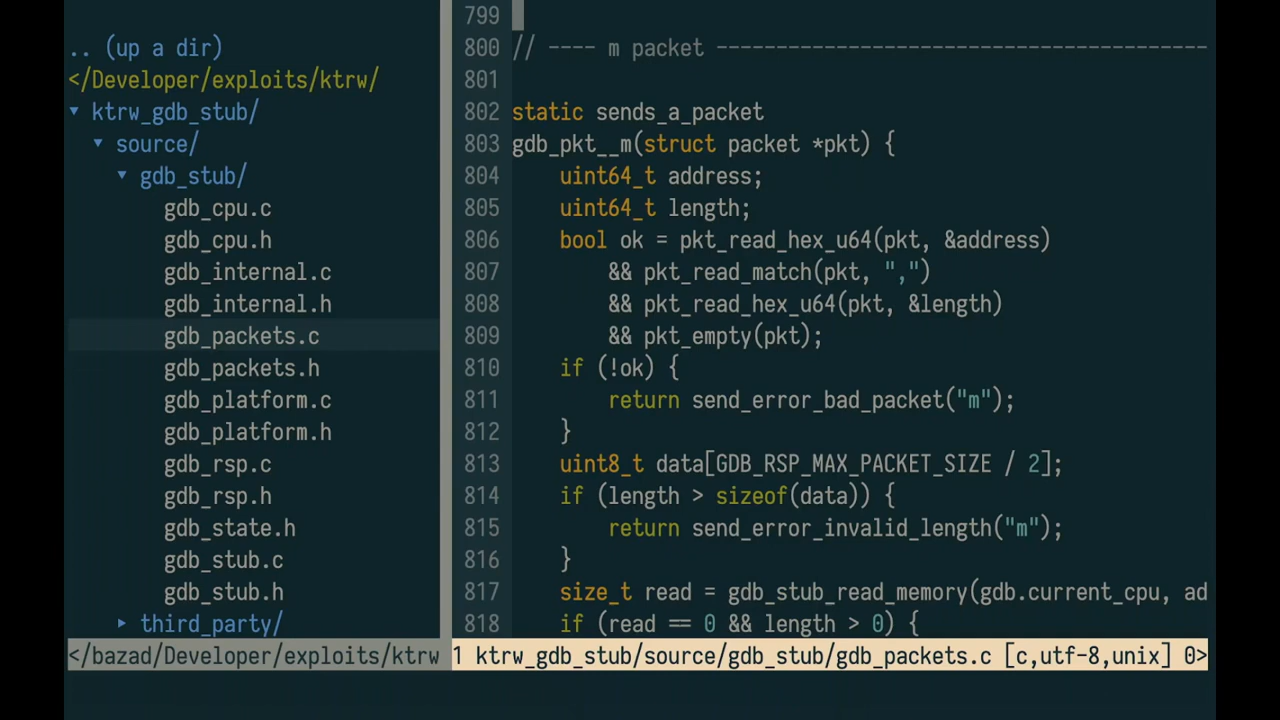 .. (up a dir)
</Developer/exploits/ktrw/
▾ ktrw_gdb_stub/
▾ source/
▾ gdb_stub/
gdb_cpu.c
gdb_cpu.h
gdb_internal.c
gdb_internal.h
gdb_packets.c
gdb_packets.h
gdb_platform.c
gdb_platform.h
gdb_rsp.c
gdb_rsp.h
gdb_state.h
gdb_stub.c
gdb_stub.h
▸ third_party/
</bazad/Developer/exploits/ktrw
799
800 // ---- m packet -----------------------------------------
801
802 static sends_a_packet
803 gdb_pkt__m(struct packet *pkt) {
804     uint64_t address;
805     uint64_t length;
806     bool ok = pkt_read_hex_u64(pkt, &address)
807         && pkt_read_match(pkt, ",")
808         && pkt_read_hex_u64(pkt, &length)
809         && pkt_empty(pkt);
810     if (!ok) {
811         return send_error_bad_packet("m");
812     }
813     uint8_t data[GDB_RSP_MAX_PACKET_SIZE / 2];
814     if (length > sizeof(data)) {
815         return send_error_invalid_length("m");
816     }
817     size_t read = gdb_stub_read_memory(gdb.current_cpu, ad
818     if (read == 0 && length > 0) {
1 ktrw_gdb_stub/source/gdb_stub/gdb_packets.c [c,utf-8,unix] 0>